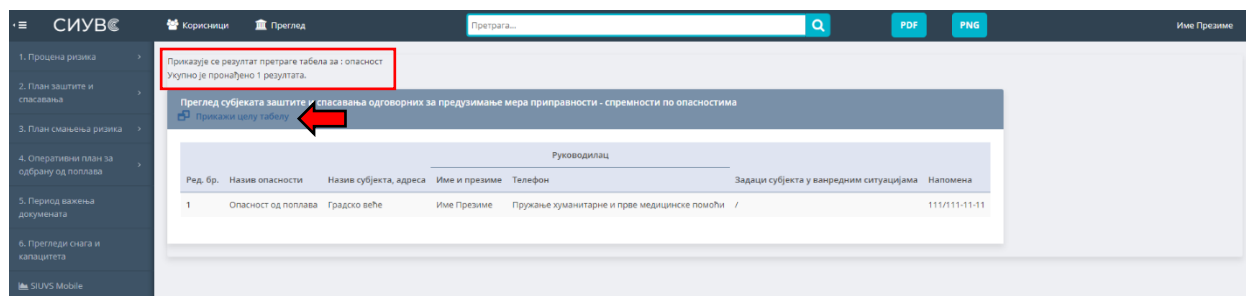 СИУВС
Корисници
Преглед
Претрага...
PDF
PNG
Име Презиме
1. Процена ризика
2. План заштите и
спасавања
3. План смањења ризика
4. Оперативни план за
одбрану од поплава
5. Период важења
докумената
6. Прегледи снага и
капацитета
SIUVS Mobile
Приказује се резултат претраге табела за : опасност
Укупно је пронађено 1 резултата.
Преглед субјеката заштите и спасавања одговорних за предузимање мера приправности - спремности по опасностима
Прикажи целу табелу
Руководилац
Ред. бр. Назив опасности Назив субјекта, адреса Име и презиме Телефон Задаци субјекта у ванредним ситуацијама Напомена
1 Опасност од поплава Градско веће Име Презиме Пружање хуманитарне и прве медицинске помоћи / 111/111-11-11